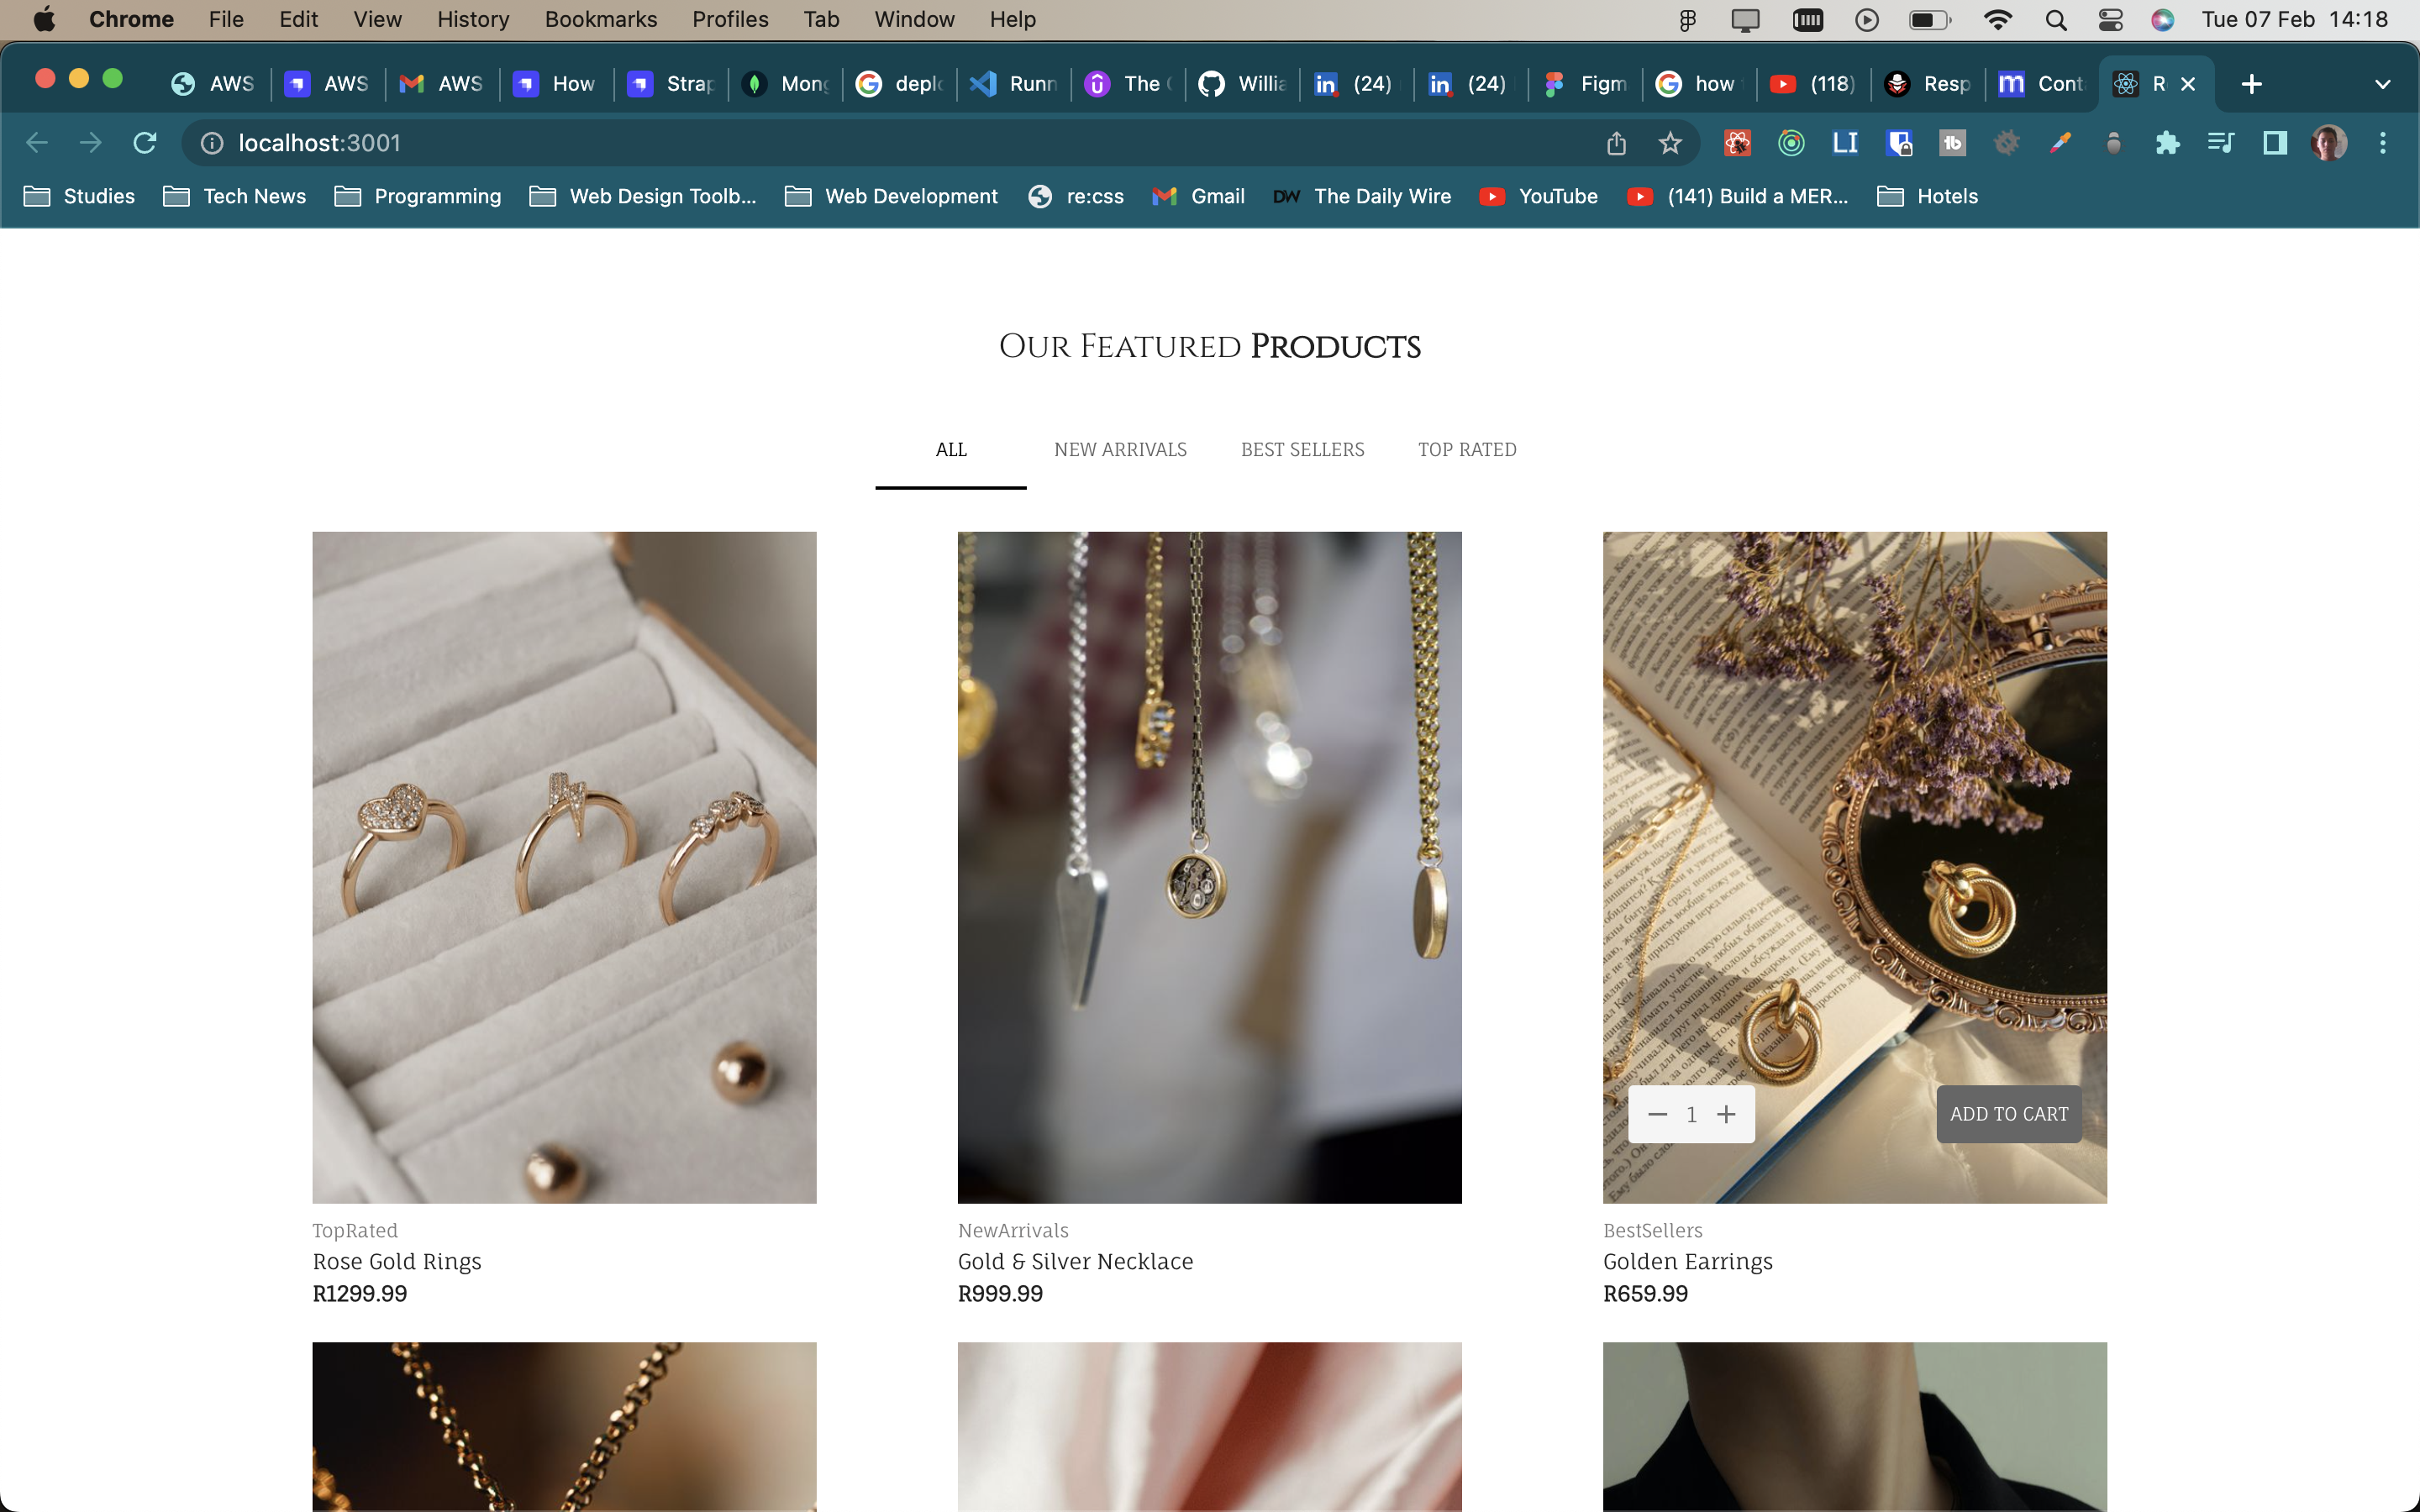 Chrome File Edit View History Bookmarks Profiles Tab Window Help Tue 07 Feb 14:18
AWS AWS AWS How Strap Mong deplo Runn The Willia (24) (24) Figm how (118) Resp Cont R
localhost:3001
Studies Tech News Programming Web Design Toolb... Web Development re:css Gmail DW The Daily Wire YouTube (141) Build a MER... Hotels
Our Featured Products
ALL NEW ARRIVALS BEST SELLERS TOP RATED
1 ADD TO CART
TopRated NewArrivals BestSellers
Rose Gold Rings Gold & Silver Necklace Golden Earrings
R1299.99 R999.99 R659.99